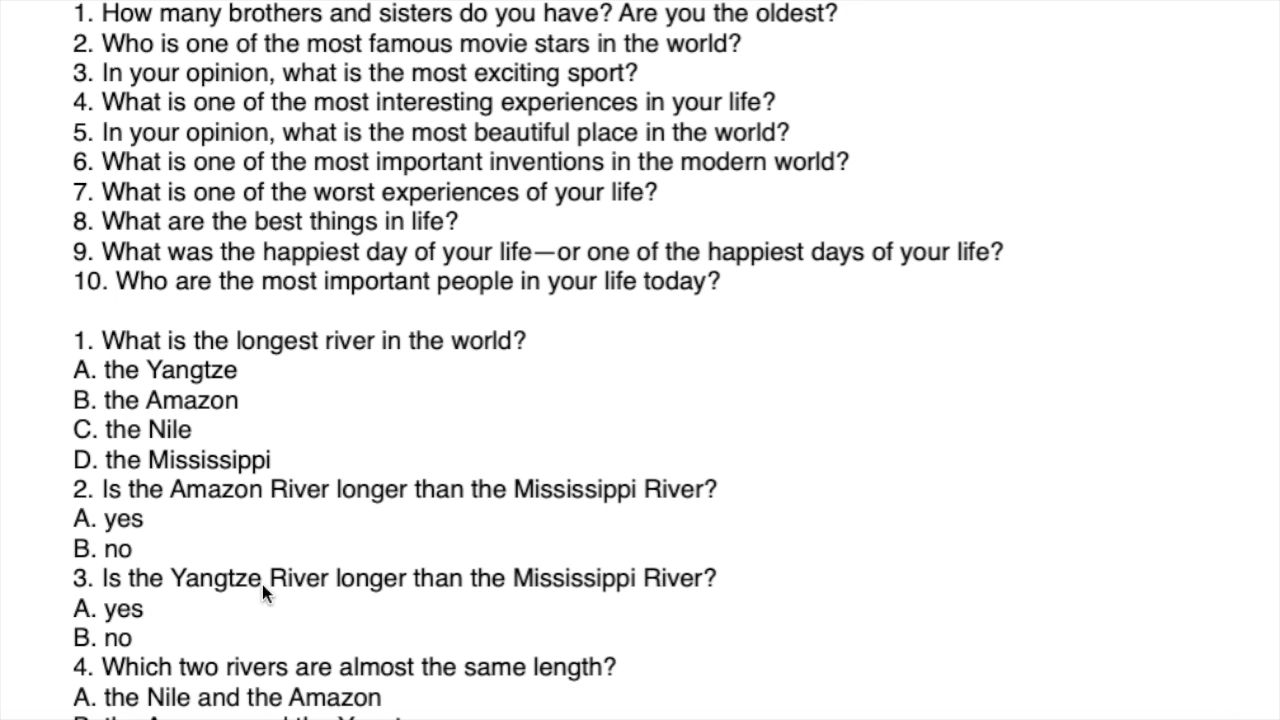 1. How many brothers and sisters do you have? Are you the oldest?
2. Who is one of the most famous movie stars in the world?
3. In your opinion, what is the most exciting sport?
4. What is one of the most interesting experiences in your life?
5. In your opinion, what is the most beautiful place in the world?
6. What is one of the most important inventions in the modern world?
7. What is one of the worst experiences of your life?
8. What are the best things in life?
9. What was the happiest day of your life—or one of the happiest days of your life?
10. Who are the most important people in your life today?
1. What is the longest river in the world?
A. the Yangtze
B. the Amazon
C. the Nile
D. the Mississippi
2. Is the Amazon River longer than the Mississippi River?
A. yes
B. no
3. Is the Yangtze River longer than the Mississippi River?
A. yes
B. no
4. Which two rivers are almost the same length?
A. the Nile and the Amazon